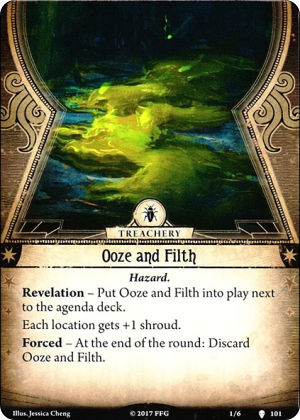 TREACHERY
Ooze and Filth
Hazard.
Revelation – Put Ooze and Filth into play next
to the agenda deck.
Each location gets +1 shroud.
Forced – At the end of the round: Discard
Ooze and Filth.
Illus. Jessica Cheng © 2017 FFG 1/6 101